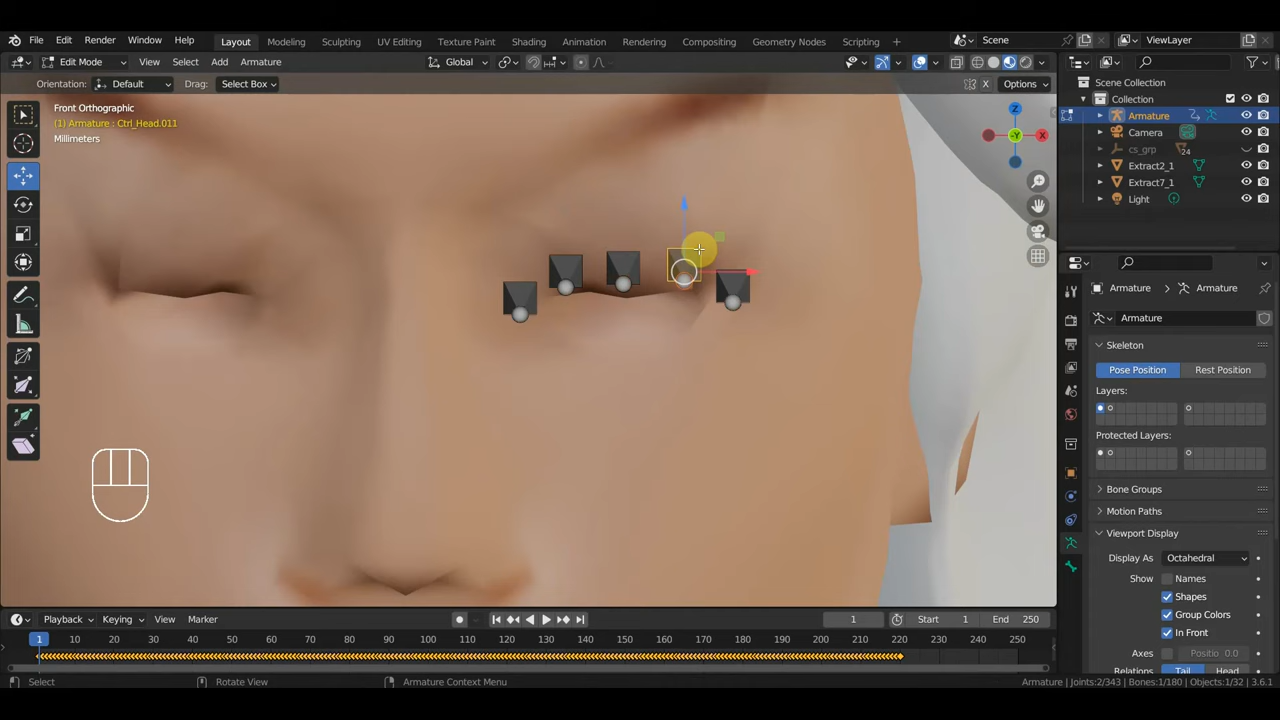 File Edit Render Window Help Layout Modeling Sculpting UV Editing Texture Paint Shading Animation Rendering Compositing Geometry Nodes Scripting + Scene ViewLayer
Edit Mode View Select Add Armature Global
Orientation: Default Drag: Select Box X Options
Front Orthographic
(1) Armature : Ctrl_Head.011
Millimeters
Z
-Y
X
Scene Collection
Collection
Armature
Camera
cs_grp 24
Extract2_1
Extract7_1
Light
Armature Armature
Armature
Skeleton
Pose Position Rest Position
Layers:
Protected Layers:
Bone Groups
Motion Paths
Viewport Display
Display As Octahedral
Show Names
Shapes
Group Colors
In Front
Axes Positio 0.0
Relations Tail Head
Playback Keying View Marker 1 Start 1 End 250
1 10 20 30 40 50 60 70 80 90 100 110 120 130 140 150 160 170 180 190 200 210 220 230 240 250
Select Rotate View Armature Context Menu Armature | Joints:2/343 | Bones:1/180 | Objects:1/32 | 3.6.1